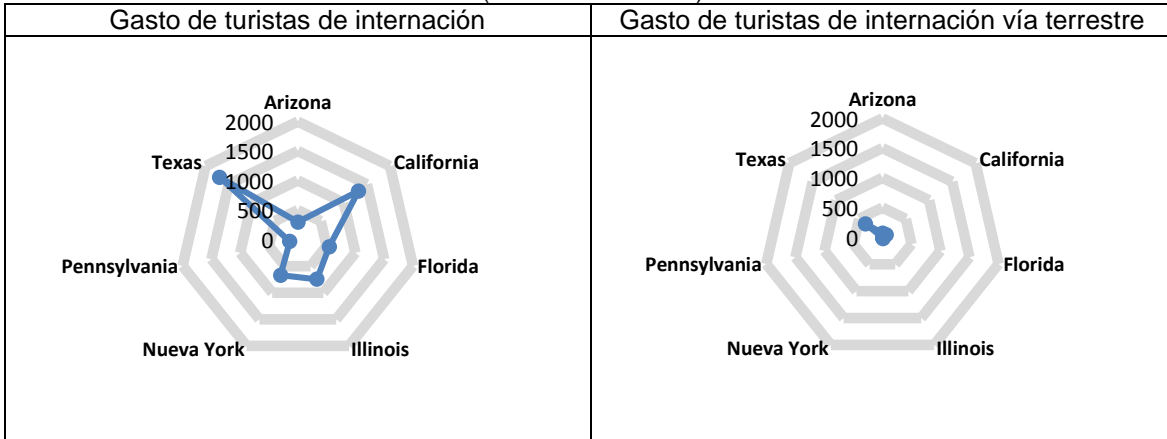 Gasto de turistas de internación
Arizona
2000
1500
1000
500
0
Texas
California
Pennsylvania
Florida
Nueva York
Illinois
Gasto de turistas de internación vía terrestre
Arizona
2000
1500
1000
500
0
Texas
California
Pennsylvania
Florida
Nueva York
Illinois